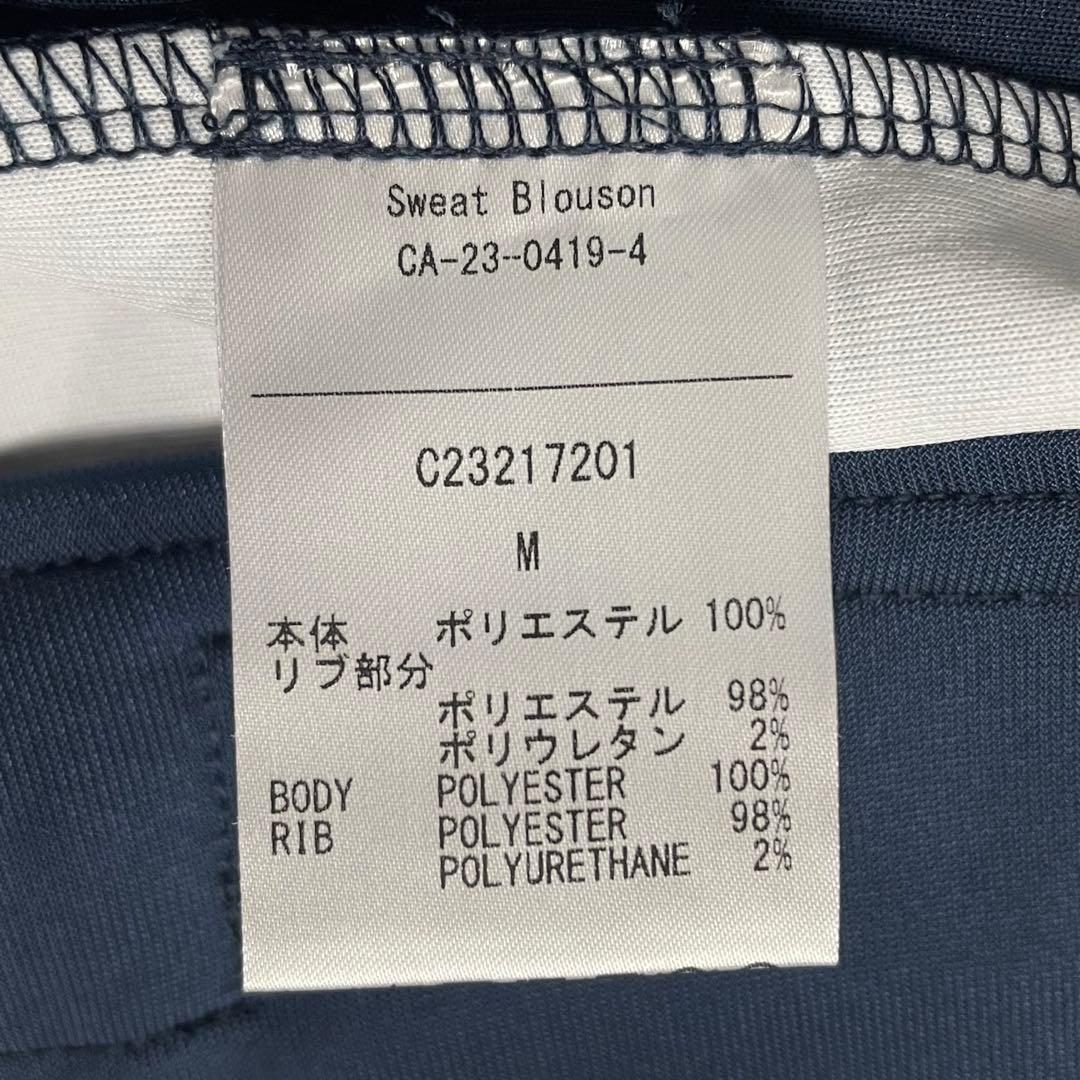 Sweat Blouson
CA-23-0419-4
C23217201
M
本体 ポリエステル 100%
リブ部分
ポリエステル 98%
ポリウレタン 2%
BODY POLYESTER 100%
RIB POLYESTER 98%
POLYURETHANE 2%